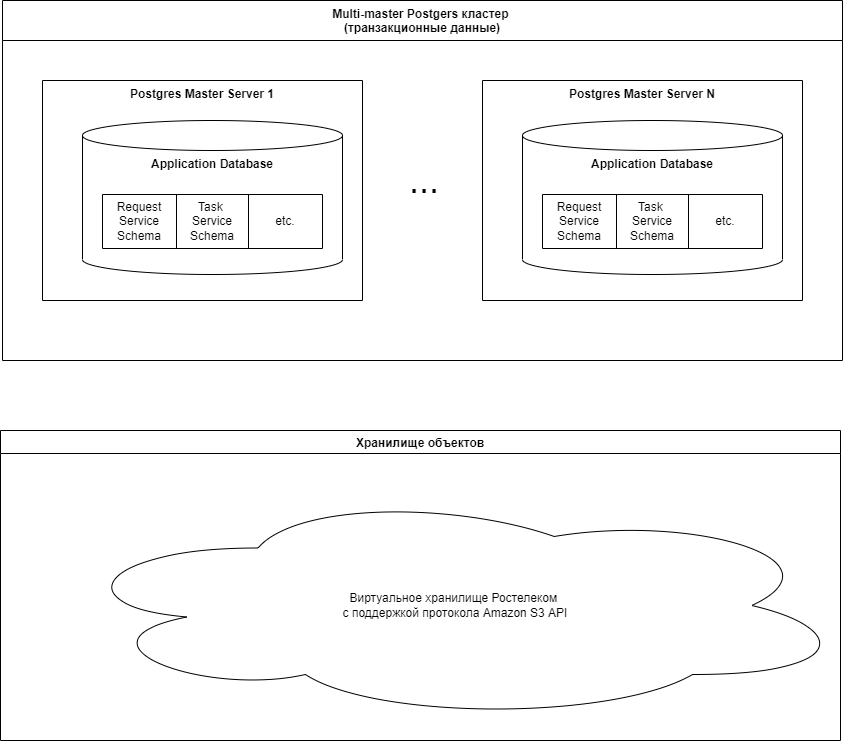 Multi-master Postgers кластер
(транзакционные данные)
Postgres Master Server 1
Application Database
Request
Service
Schema
Task
Service
Schema
etc.
...
Postgres Master Server N
Application Database
Request
Service
Schema
Task
Service
Schema
etc.
Хранилище объектов
Виртуальное хранилище Ростелеком
с поддержкой протокола Amazon S3 API